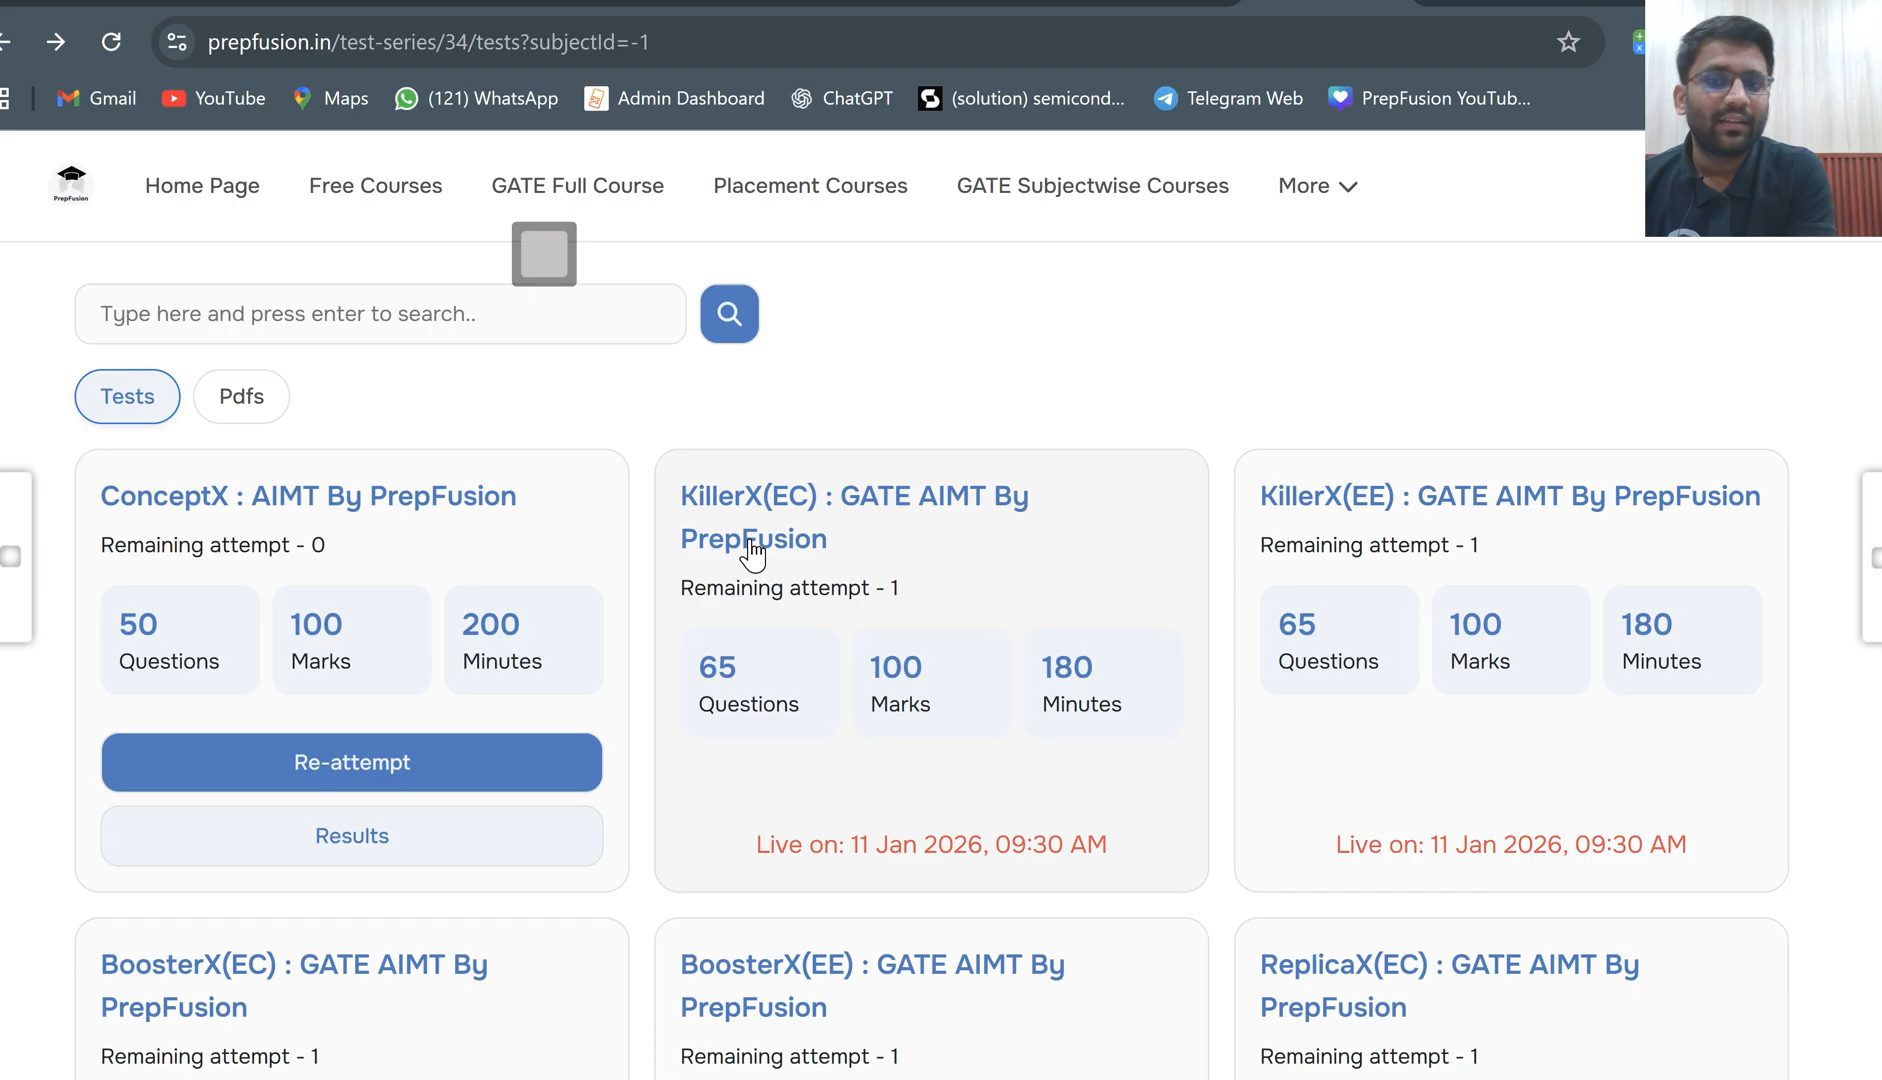 prepfusion.in/test-series/34/tests?subjectId=-1
Gmail YouTube Maps (121) WhatsApp Admin Dashboard ChatGPT (solution) semicond... Telegram Web PrepFusion YouTub...
PrepFusion
Home Page Free Courses GATE Full Course Placement Courses GATE Subjectwise Courses More
Type here and press enter to search..
Tests Pdfs
ConceptX : AIMT By PrepFusion
Remaining attempt - 0
50 100 200
Questions Marks Minutes
Re-attempt
Results
KillerX(EC) : GATE AIMT By
PrepFusion
Remaining attempt - 1
65 100 180
Questions Marks Minutes
Live on: 11 Jan 2026, 09:30 AM
KillerX(EE) : GATE AIMT By PrepFusion
Remaining attempt - 1
65 100 180
Questions Marks Minutes
Live on: 11 Jan 2026, 09:30 AM
BoosterX(EC) : GATE AIMT By
PrepFusion
Remaining attempt - 1
BoosterX(EE) : GATE AIMT By
PrepFusion
Remaining attempt - 1
ReplicaX(EC) : GATE AIMT By
PrepFusion
Remaining attempt - 1